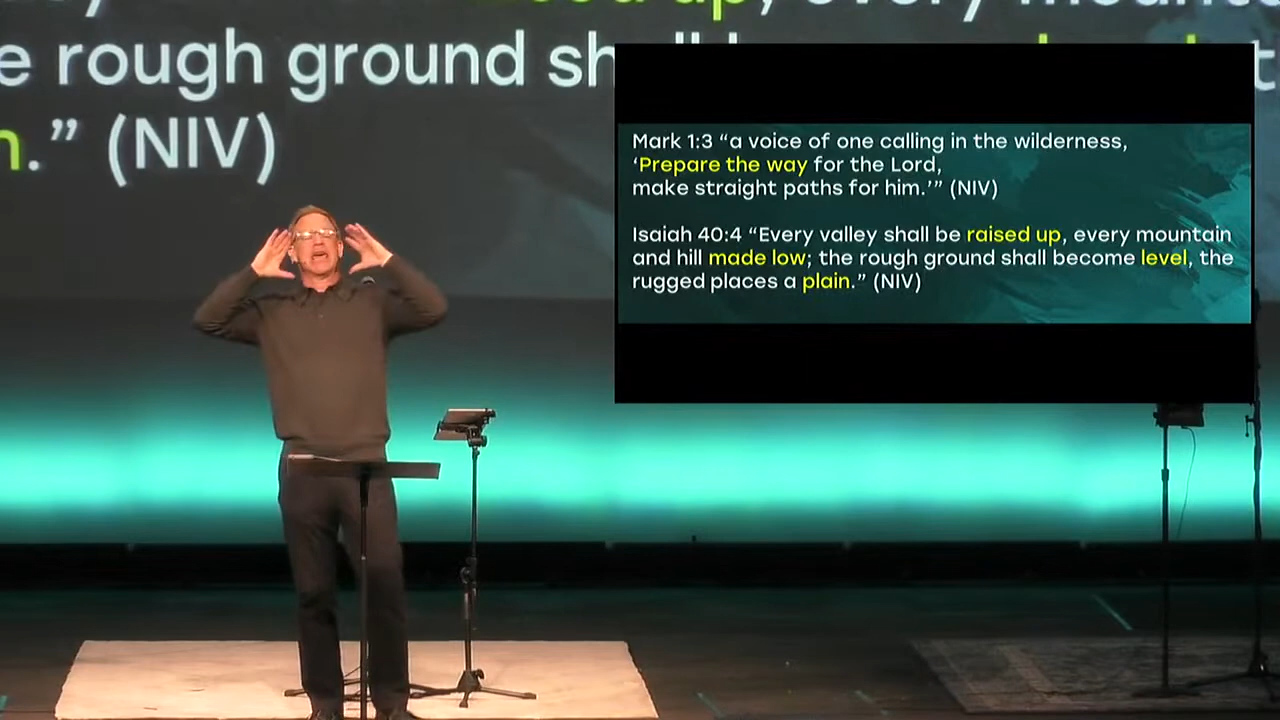 e rough ground sh
.” (NIV)
Mark 1:3 “a voice of one calling in the wilderness,
‘Prepare the way for the Lord,
make straight paths for him.’” (NIV)
Isaiah 40:4 “Every valley shall be raised up, every mountain
and hill made low; the rough ground shall become level, the
rugged places a plain.” (NIV)